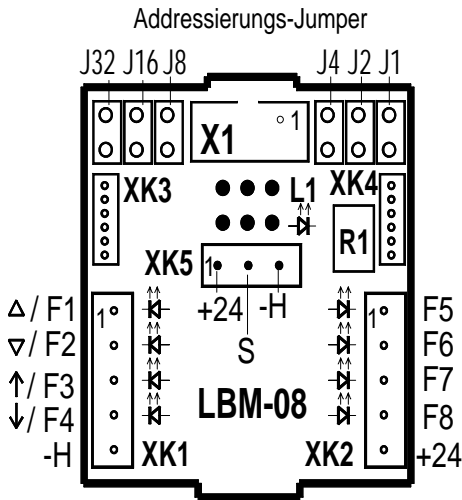 Addressierungs-Jumper
J32 J16 J8 J4 J2 J1
X1 1
XK3 L1 XK4
R1
XK5 1
+24 -H
S
△ / F1 1 1 F5
▽ / F2 F6
↑ / F3 F7
↓ / F4 LBM-08 F8
-H XK1 XK2 +24